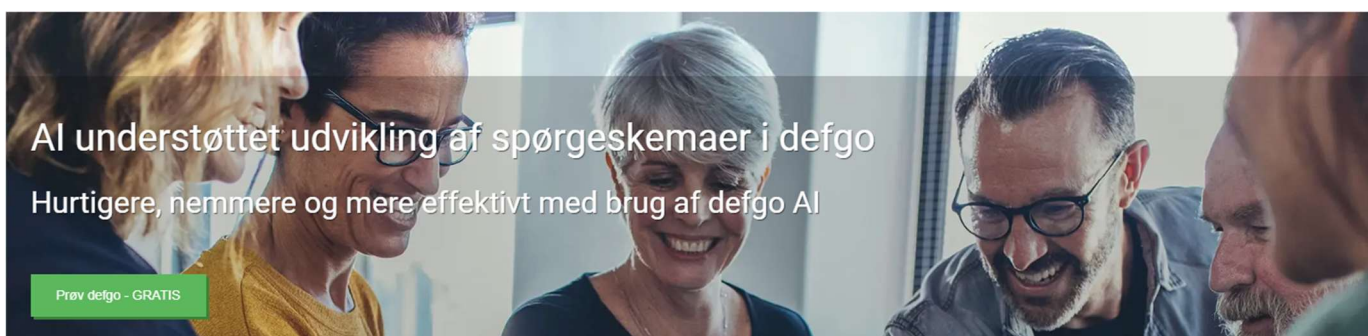 AI understøttet udvikling af spørgeskemaer i defgo
Hurtigere, nemmere og mere effektivt med brug af defgo AI
Prøv defgo - GRATIS